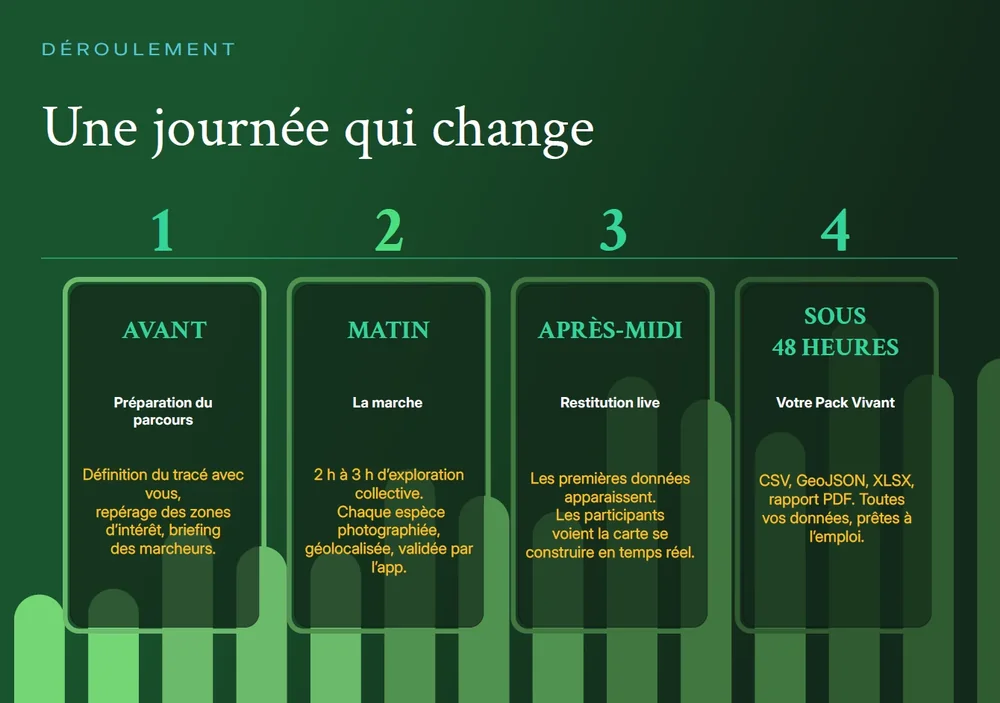 DÉROULEMENT
Une journée qui change
1
2
3
4
AVANT
Préparation du
parcours
Définition du tracé avec
vous,
repérage des zones
d’intérêt, briefing
des marcheurs.
MATIN
La marche
2 h à 3 h d’exploration
collective.
Chaque espèce
photographiée,
géolocalisée, validée par
l’app.
APRÈS-MIDI
Restitution live
Les premières données
apparaissent.
Les participants
voient la carte se
construire en temps réel.
SOUS
48 HEURES
Votre Pack Vivant
CSV, GeoJSON, XLSX,
rapport PDF. Toutes
vos données, prêtes à
l’emploi.